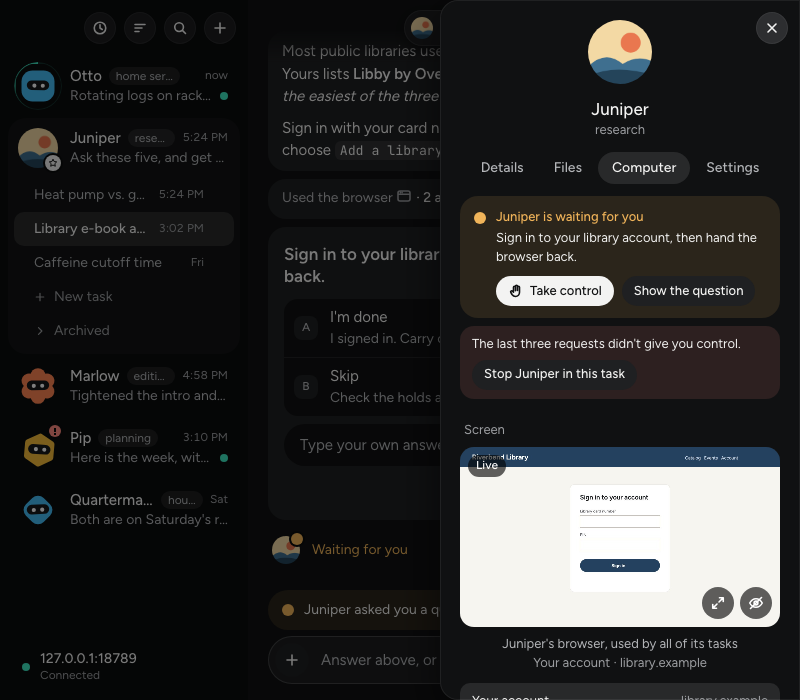 Otto
home ser...
now
Rotating logs on rack...
Juniper
rese...
5:24 PM
Ask these five, and get ...
Heat pump vs. g...
5:24 PM
Library e-book a...
3:02 PM
Caffeine cutoff time
Fri
New task
Archived
Marlow
editi...
4:58 PM
Tightened the intro and...
Pip
planning
3:10 PM
Here is the week, wit...
Quarterma...
hou...
Sat
Both are on Saturday's r...
127.0.0.1:18789
Connected
Most public libraries use
Yours lists Libby by Ove
the easiest of the three
Sign in with your card n
choose Add a library
Used the browser · 2 a
Sign in to your librar
back.
A
I'm done
I signed in. Carry o
B
Skip
Check the holds a
Type your own answe
Waiting for you
Juniper asked you a q
Answer above, or
Juniper
research
Details
Files
Computer
Settings
Juniper is waiting for you
Sign in to your library account, then hand the
browser back.
Take control
Show the question
The last three requests didn't give you control.
Stop Juniper in this task
Screen
Riverbend Library
Catalog Events Account
Live
Sign in to your account
Library card number
PIN
Sign in
Juniper's browser, used by all of its tasks
Your account · library.example
Your account
library.example